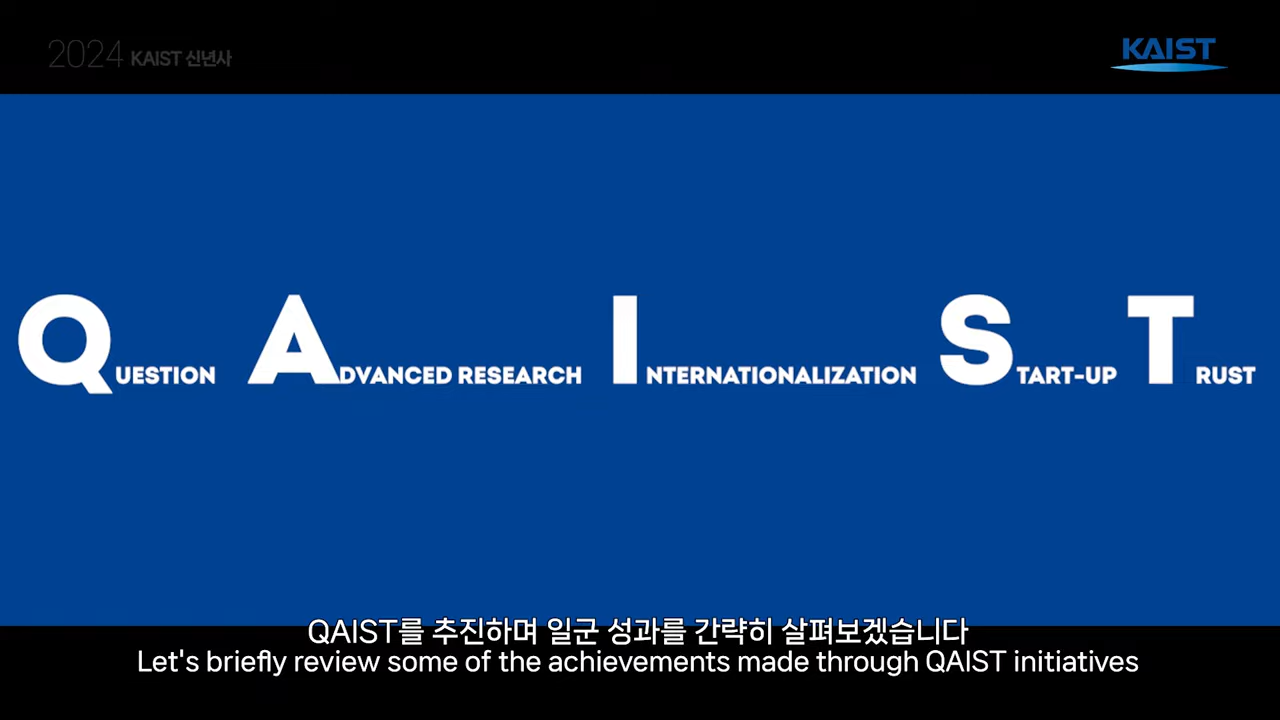 2024 KAIST 신년사
KAIST
QUESTION ADVANCED RESEARCH INTERNATIONALIZATION START-UP TRUST
QAIST를 추진하며 일군 성과를 간략히 살펴보겠습니다
Let's briefly review some of the achievements made through QAIST initiatives